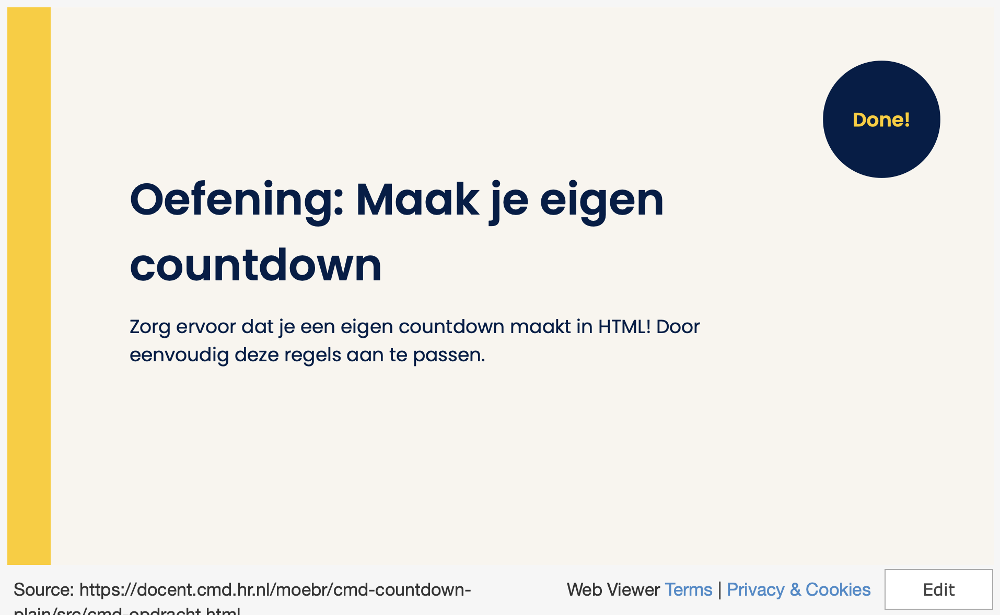 Done!
Oefening: Maak je eigen
countdown
Zorg ervoor dat je een eigen countdown maakt in HTML! Door
eenvoudig deze regels aan te passen.
Source: https://docent.cmd.hr.nl/moebr/cmd-countdown-
plain/src/cmd-opdracht.html
Web Viewer Terms | Privacy & Cookies
Edit